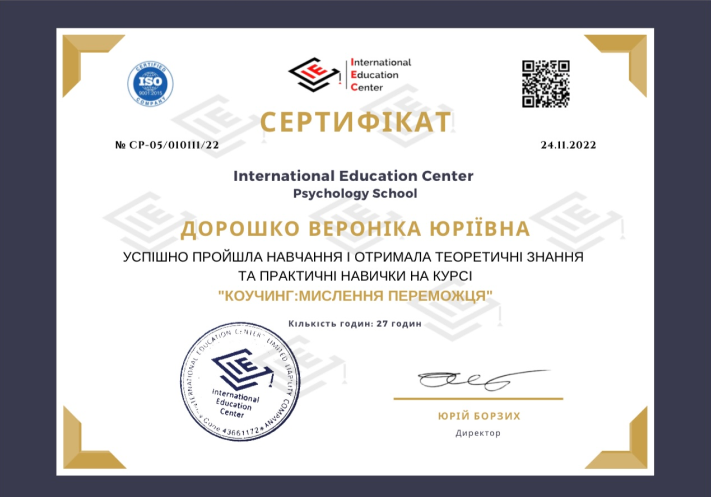 CERTIFIED
ISO
9001:2015
COMPANY
International
Education
Center
СЕРТИФІКАТ
№ СР-05/010111/22
24.11.2022
International Education Center
Psychology School
ДОРОШКО ВЕРОНІКА ЮРІЇВНА
УСПІШНО ПРОЙШЛА НАВЧАННЯ І ОТРИМАЛА ТЕОРЕТИЧНІ ЗНАННЯ
ТА ПРАКТИЧНІ НАВИЧКИ НА КУРСІ
"КОУЧИНГ:МИСЛЕННЯ ПЕРЕМОЖЦЯ"
Кількість годин: 27 годин
INTERNATIONAL EDUCATION CENTER" LIMITED LIABILITY COMPANY
International
Education
Center
Code 43661172
ЮРІЙ БОРЗИХ
Директор